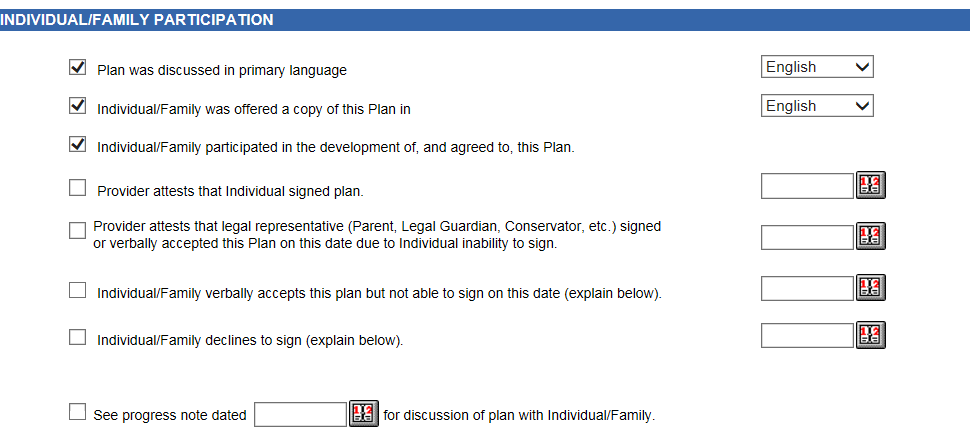 INDIVIDUAL/FAMILY PARTICIPATION
Plan was discussed in primary language English
Individual/Family was offered a copy of this Plan in English
Individual/Family participated in the development of, and agreed to, this Plan.
Provider attests that Individual signed plan.
Provider attests that legal representative (Parent, Legal Guardian, Conservator, etc.) signed
or verbally accepted this Plan on this date due to Individual inability to sign.
Individual/Family verbally accepts this plan but not able to sign on this date (explain below).
Individual/Family declines to sign (explain below).
See progress note dated for discussion of plan with Individual/Family.